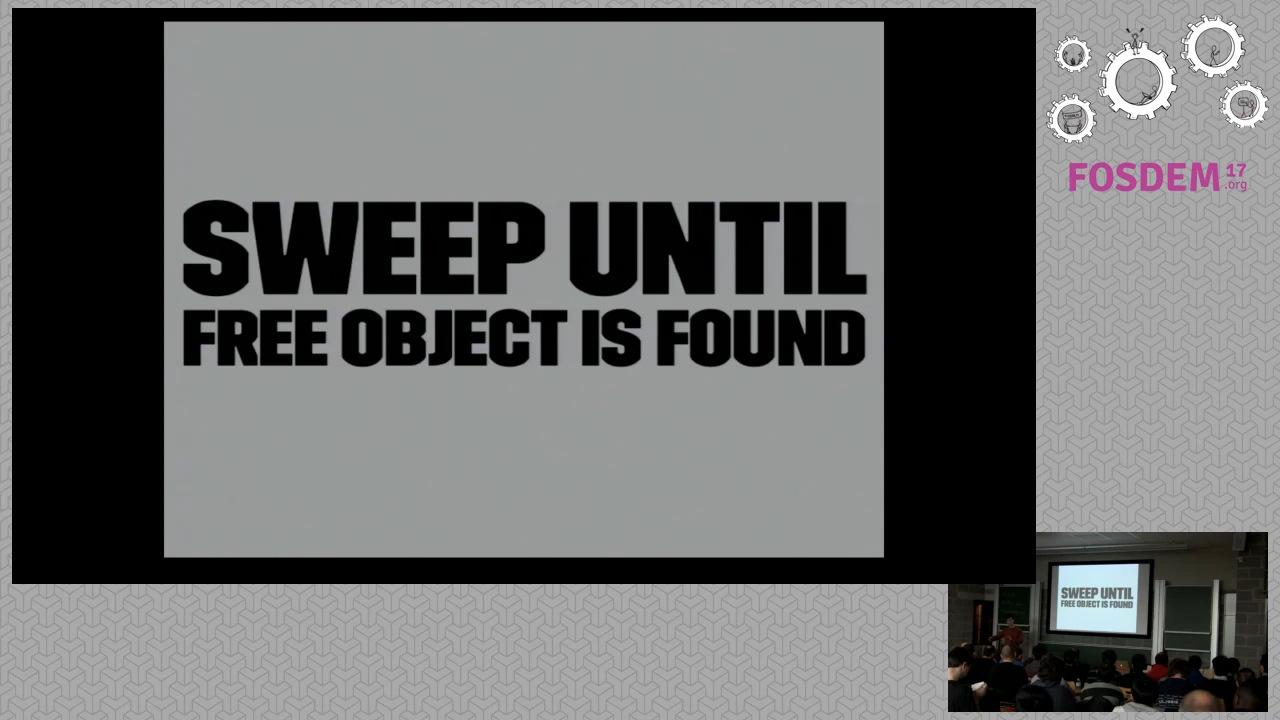 SWEEP UNTIL
FREE OBJECT IS FOUND
FOSDEM 17
.org
SWEEP UNTIL
FREE OBJECT IS FOUND